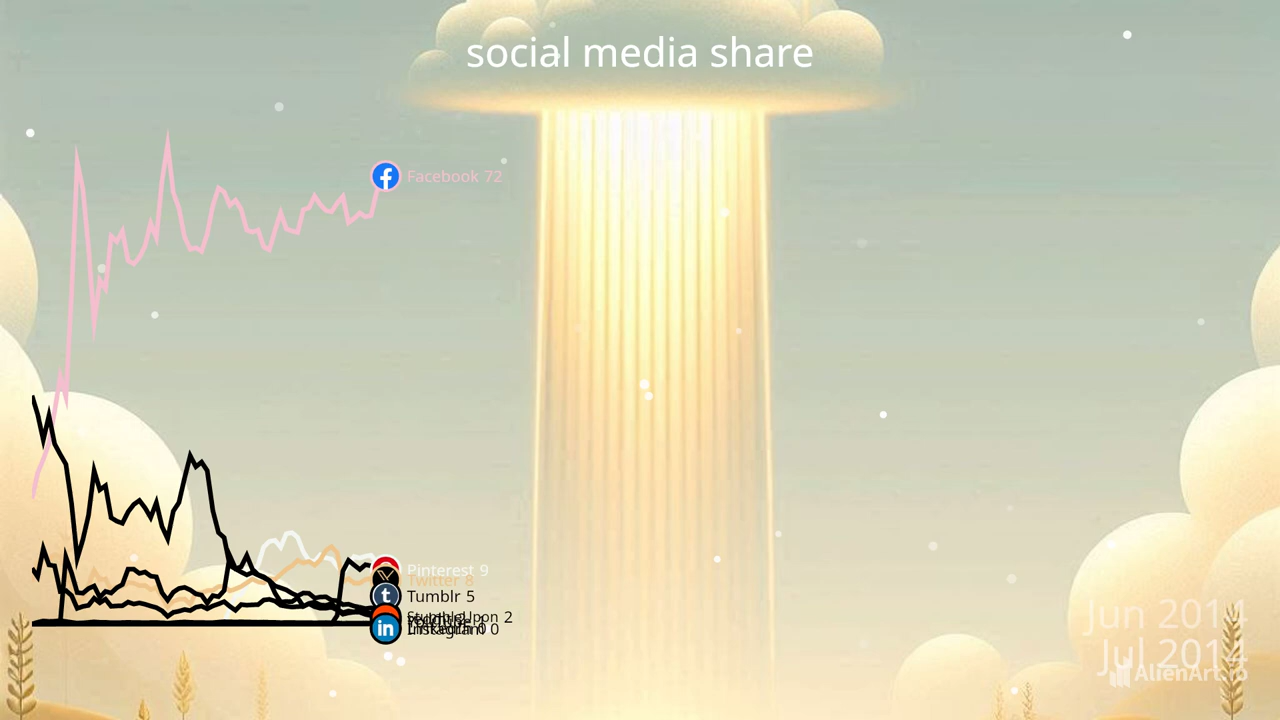 social media share
Facebook 72
Pinterest 9
Twitter 8
Tumblr 5
StumbleUpon 2
Instagram 0
Jun 2014
Jul 2014
AlienArt